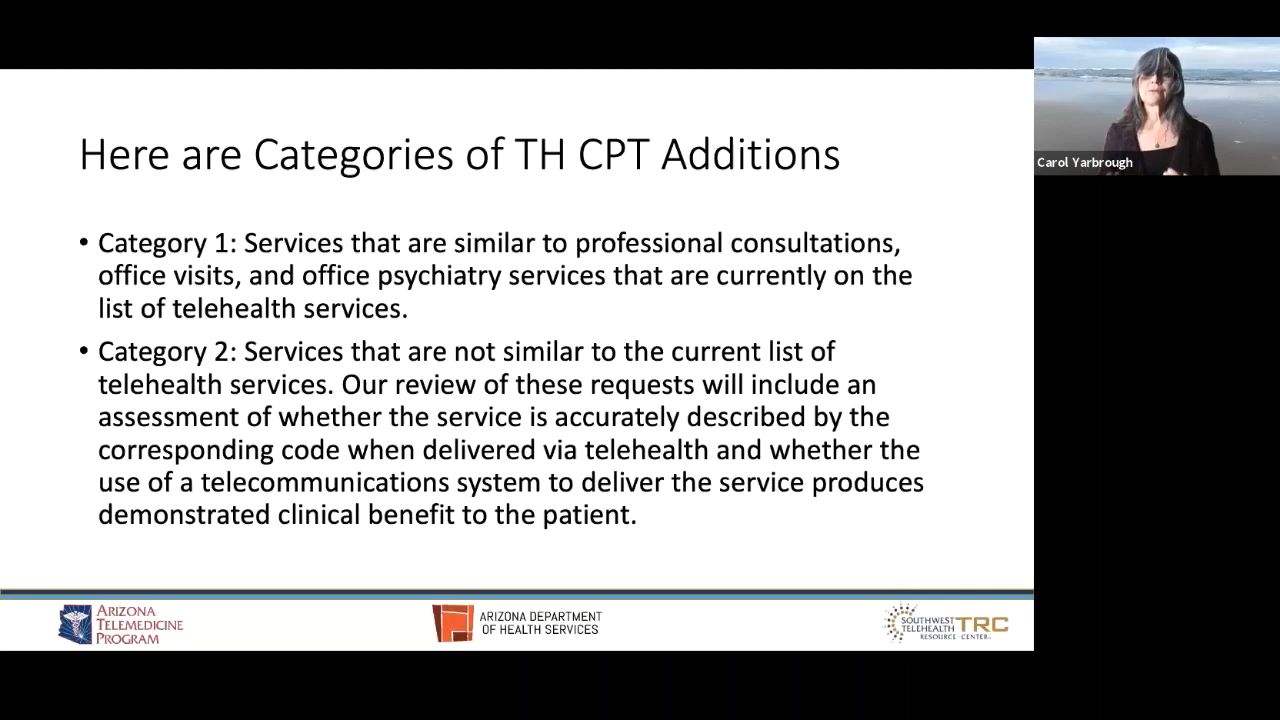 Here are Categories of TH CPT Additions
• Category 1: Services that are similar to professional consultations,
office visits, and office psychiatry services that are currently on the
list of telehealth services.
• Category 2: Services that are not similar to the current list of
telehealth services. Our review of these requests will include an
assessment of whether the service is accurately described by the
corresponding code when delivered via telehealth and whether the
use of a telecommunications system to deliver the service produces
demonstrated clinical benefit to the patient.
Carol Yarbrough
ARIZONA
TELEMEDICINE
PROGRAM
ARIZONA DEPARTMENT
OF HEALTH SERVICES
SOUTHWEST
TELEHEALTH
RESOURCE CENTER
TRC